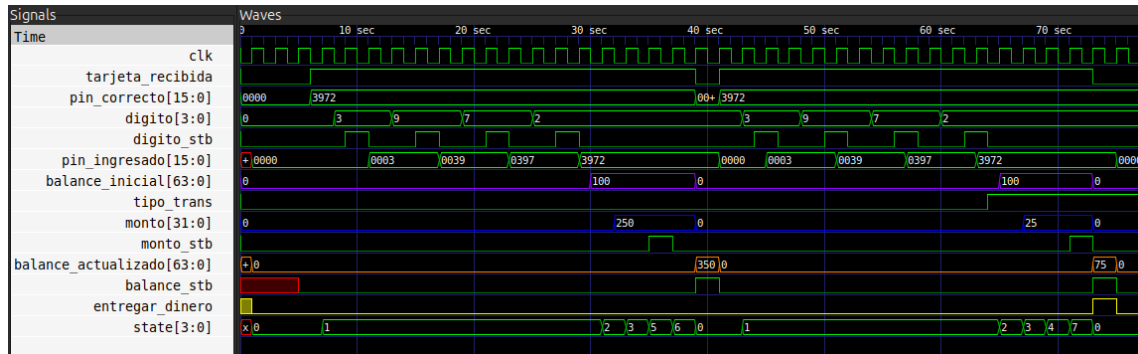 Signals Waves
Time 0 10 sec 20 sec 30 sec 40 sec 50 sec 60 sec 70 sec
clk
tarjeta_recibida
pin_correcto[15:0] 0000 3972 00+ 3972
digito[3:0] 0 3 9 7 2 3 9 7 2
digito_stb
pin_ingresado[15:0] + 0000 0003 0039 0397 3972 0000 0003 0039 0397 3972 000
balance_inicial[63:0] 0 100 0 100 0
tipo_trans
monto[31:0] 0 250 0 25 0
monto_stb
balance_actualizado[63:0] + 0 350 0 75 0
balance_stb
entregar_dinero
state[3:0] x 0 1 2 3 5 6 0 1 2 3 4 7 0